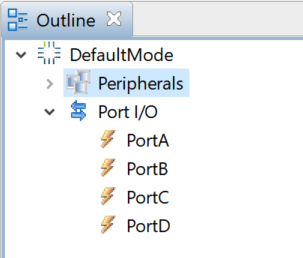 Outline
DefaultMode
Peripherals
Port I/O
PortA
PortB
PortC
PortD